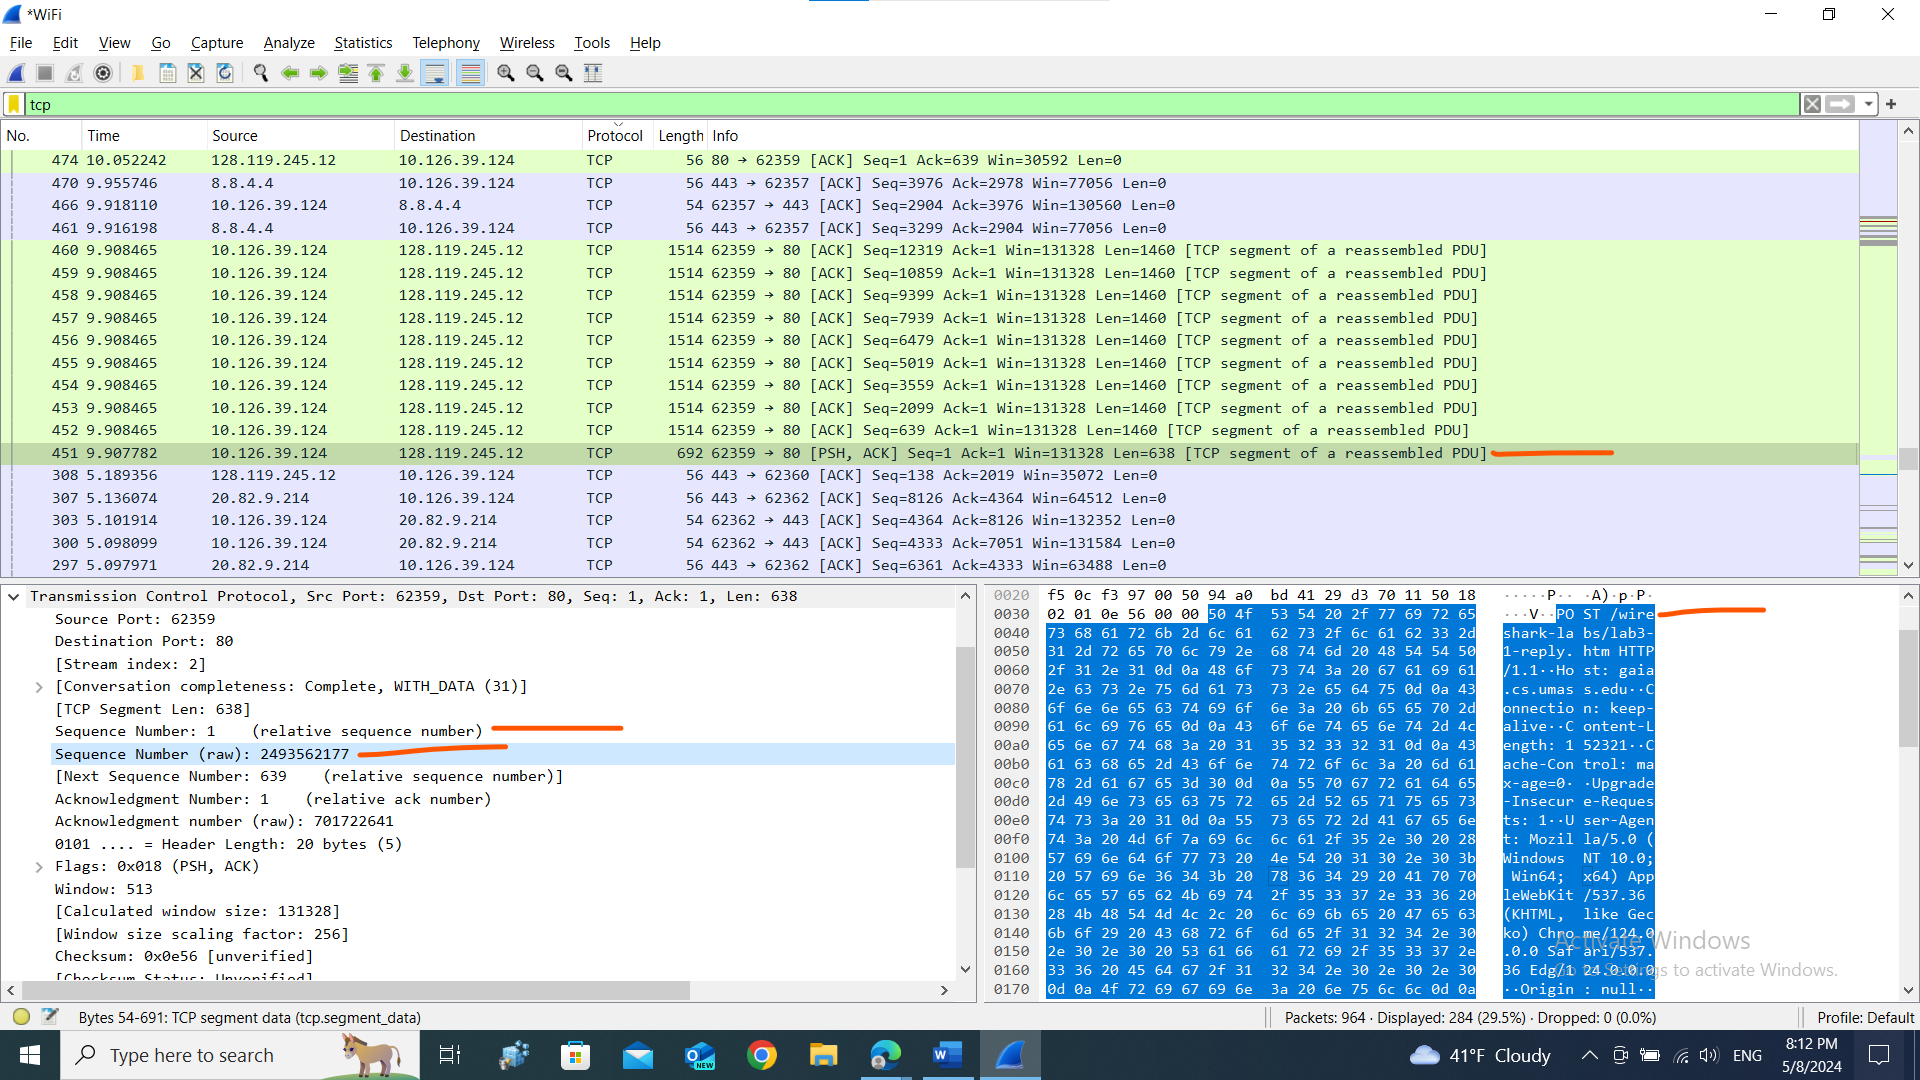 *WiFi
File Edit View Go Capture Analyze Statistics Telephony Wireless Tools Help
tcp
No. Time Source Destination Protocol Length Info
474 10.052242 128.119.245.12 10.126.39.124 TCP 56 80 → 62359 [ACK] Seq=1 Ack=639 Win=30592 Len=0
470 9.955746 8.8.4.4 10.126.39.124 TCP 56 443 → 62357 [ACK] Seq=3976 Ack=2978 Win=77056 Len=0
466 9.918110 10.126.39.124 8.8.4.4 TCP 54 62357 → 443 [ACK] Seq=2904 Ack=3976 Win=130560 Len=0
461 9.916198 8.8.4.4 10.126.39.124 TCP 56 443 → 62357 [ACK] Seq=3299 Ack=2904 Win=77056 Len=0
460 9.908465 10.126.39.124 128.119.245.12 TCP 1514 62359 → 80 [ACK] Seq=12319 Ack=1 Win=131328 Len=1460 [TCP segment of a reassembled PDU]
459 9.908465 10.126.39.124 128.119.245.12 TCP 1514 62359 → 80 [ACK] Seq=10859 Ack=1 Win=131328 Len=1460 [TCP segment of a reassembled PDU]
458 9.908465 10.126.39.124 128.119.245.12 TCP 1514 62359 → 80 [ACK] Seq=9399 Ack=1 Win=131328 Len=1460 [TCP segment of a reassembled PDU]
457 9.908465 10.126.39.124 128.119.245.12 TCP 1514 62359 → 80 [ACK] Seq=7939 Ack=1 Win=131328 Len=1460 [TCP segment of a reassembled PDU]
456 9.908465 10.126.39.124 128.119.245.12 TCP 1514 62359 → 80 [ACK] Seq=6479 Ack=1 Win=131328 Len=1460 [TCP segment of a reassembled PDU]
455 9.908465 10.126.39.124 128.119.245.12 TCP 1514 62359 → 80 [ACK] Seq=5019 Ack=1 Win=131328 Len=1460 [TCP segment of a reassembled PDU]
454 9.908465 10.126.39.124 128.119.245.12 TCP 1514 62359 → 80 [ACK] Seq=3559 Ack=1 Win=131328 Len=1460 [TCP segment of a reassembled PDU]
453 9.908465 10.126.39.124 128.119.245.12 TCP 1514 62359 → 80 [ACK] Seq=2099 Ack=1 Win=131328 Len=1460 [TCP segment of a reassembled PDU]
452 9.908465 10.126.39.124 128.119.245.12 TCP 1514 62359 → 80 [ACK] Seq=639 Ack=1 Win=131328 Len=1460 [TCP segment of a reassembled PDU]
451 9.907782 10.126.39.124 128.119.245.12 TCP 692 62359 → 80 [PSH, ACK] Seq=1 Ack=1 Win=131328 Len=638 [TCP segment of a reassembled PDU]
308 5.189356 128.119.245.12 10.126.39.124 TCP 56 443 → 62360 [ACK] Seq=138 Ack=2019 Win=35072 Len=0
307 5.136074 20.82.9.214 10.126.39.124 TCP 56 443 → 62362 [ACK] Seq=8126 Ack=4364 Win=64512 Len=0
303 5.101914 10.126.39.124 20.82.9.214 TCP 54 62362 → 443 [ACK] Seq=4364 Ack=8126 Win=132352 Len=0
300 5.098099 10.126.39.124 20.82.9.214 TCP 54 62362 → 443 [ACK] Seq=4333 Ack=7051 Win=131584 Len=0
297 5.097971 20.82.9.214 10.126.39.124 TCP 56 443 → 62362 [ACK] Seq=6361 Ack=4333 Win=63488 Len=0
Transmission Control Protocol, Src Port: 62359, Dst Port: 80, Seq: 1, Ack: 1, Len: 638
Source Port: 62359
Destination Port: 80
[Stream index: 2]
[Conversation completeness: Complete, WITH_DATA (31)]
[TCP Segment Len: 638]
Sequence Number: 1 (relative sequence number)
Sequence Number (raw): 2493562177
[Next Sequence Number: 639 (relative sequence number)]
Acknowledgment Number: 1 (relative ack number)
Acknowledgment number (raw): 701722641
0101 .... = Header Length: 20 bytes (5)
Flags: 0x018 (PSH, ACK)
Window: 513
[Calculated window size: 131328]
[Window size scaling factor: 256]
Checksum: 0x0e56 [unverified]
[Checksum Status: Unverified]
0020 f5 0c f3 97 00 50 94 a0 bd 41 29 d3 70 11 50 18 ·····P·· ·A)·p·P·
0030 02 01 0e 56 00 00 50 4f 53 54 20 2f 77 69 72 65 ···V··PO ST /wire
0040 73 68 61 72 6b 2d 6c 61 62 73 2f 6c 61 62 33 2d shark-la bs/lab3-
0050 31 2d 72 65 70 6c 79 2e 68 74 6d 20 48 54 54 50 1-reply. htm HTTP
0060 2f 31 2e 31 0d 0a 48 6f 73 74 3a 20 67 61 69 61 /1.1··Ho st: gaia
0070 2e 63 73 2e 75 6d 61 73 73 2e 65 64 75 0d 0a 43 .cs.umas s.edu··C
0080 6f 6e 6e 65 63 74 69 6f 6e 3a 20 6b 65 65 70 2d onnectio n: keep-
0090 61 6c 69 76 65 0d 0a 43 6f 6e 74 65 6e 74 2d 4c alive··C ontent-L
00a0 65 6e 67 74 68 3a 20 31 35 32 33 32 31 0d 0a 43 ength: 1 52321··C
00b0 61 63 68 65 2d 43 6f 6e 74 72 6f 6c 3a 20 6d 61 ache-Con trol: ma
00c0 78 2d 61 67 65 3d 30 0d 0a 55 70 67 72 61 64 65 x-age=0· ·Upgrade
00d0 2d 49 6e 73 65 63 75 72 65 2d 52 65 71 75 65 73 -Insecur e-Reques
00e0 74 73 3a 20 31 0d 0a 55 73 65 72 2d 41 67 65 6e ts: 1··U ser-Agen
00f0 74 3a 20 4d 6f 7a 69 6c 6c 61 2f 35 2e 30 20 28 t: Mozil la/5.0 (
0100 57 69 6e 64 6f 77 73 20 4e 54 20 31 30 2e 30 3b Windows NT 10.0;
0110 20 57 69 6e 36 34 3b 20 78 36 34 29 20 41 70 70 Win64; x64) App
0120 6c 65 57 65 62 4b 69 74 2f 35 33 37 2e 33 36 20 leWebKit /537.36
0130 28 4b 48 54 4d 4c 2c 20 6c 69 6b 65 20 47 65 63 (KHTML, like Gec
0140 6b 6f 29 20 43 68 72 6f 6d 65 2f 31 32 34 2e 30 ko) Chro me/124.0
0150 2e 30 2e 30 20 53 61 66 61 72 69 2f 35 33 37 2e .0.0 Saf ari/537.
0160 33 36 20 45 64 67 2f 31 32 34 2e 30 2e 30 2e 30 36 Edg/1 24.0.0.0
0170 0d 0a 4f 72 69 67 69 6e 3a 20 6e 75 6c 6c 0d 0a ··Origin : null··
Activate Windows
Go to Settings to activate Windows.
Bytes 54-691: TCP segment data (tcp.segment_data) Packets: 964 · Displayed: 284 (29.5%) · Dropped: 0 (0.0%) Profile: Default
Type here to search NEW 41°F Cloudy ENG 8:12 PM
5/8/2024